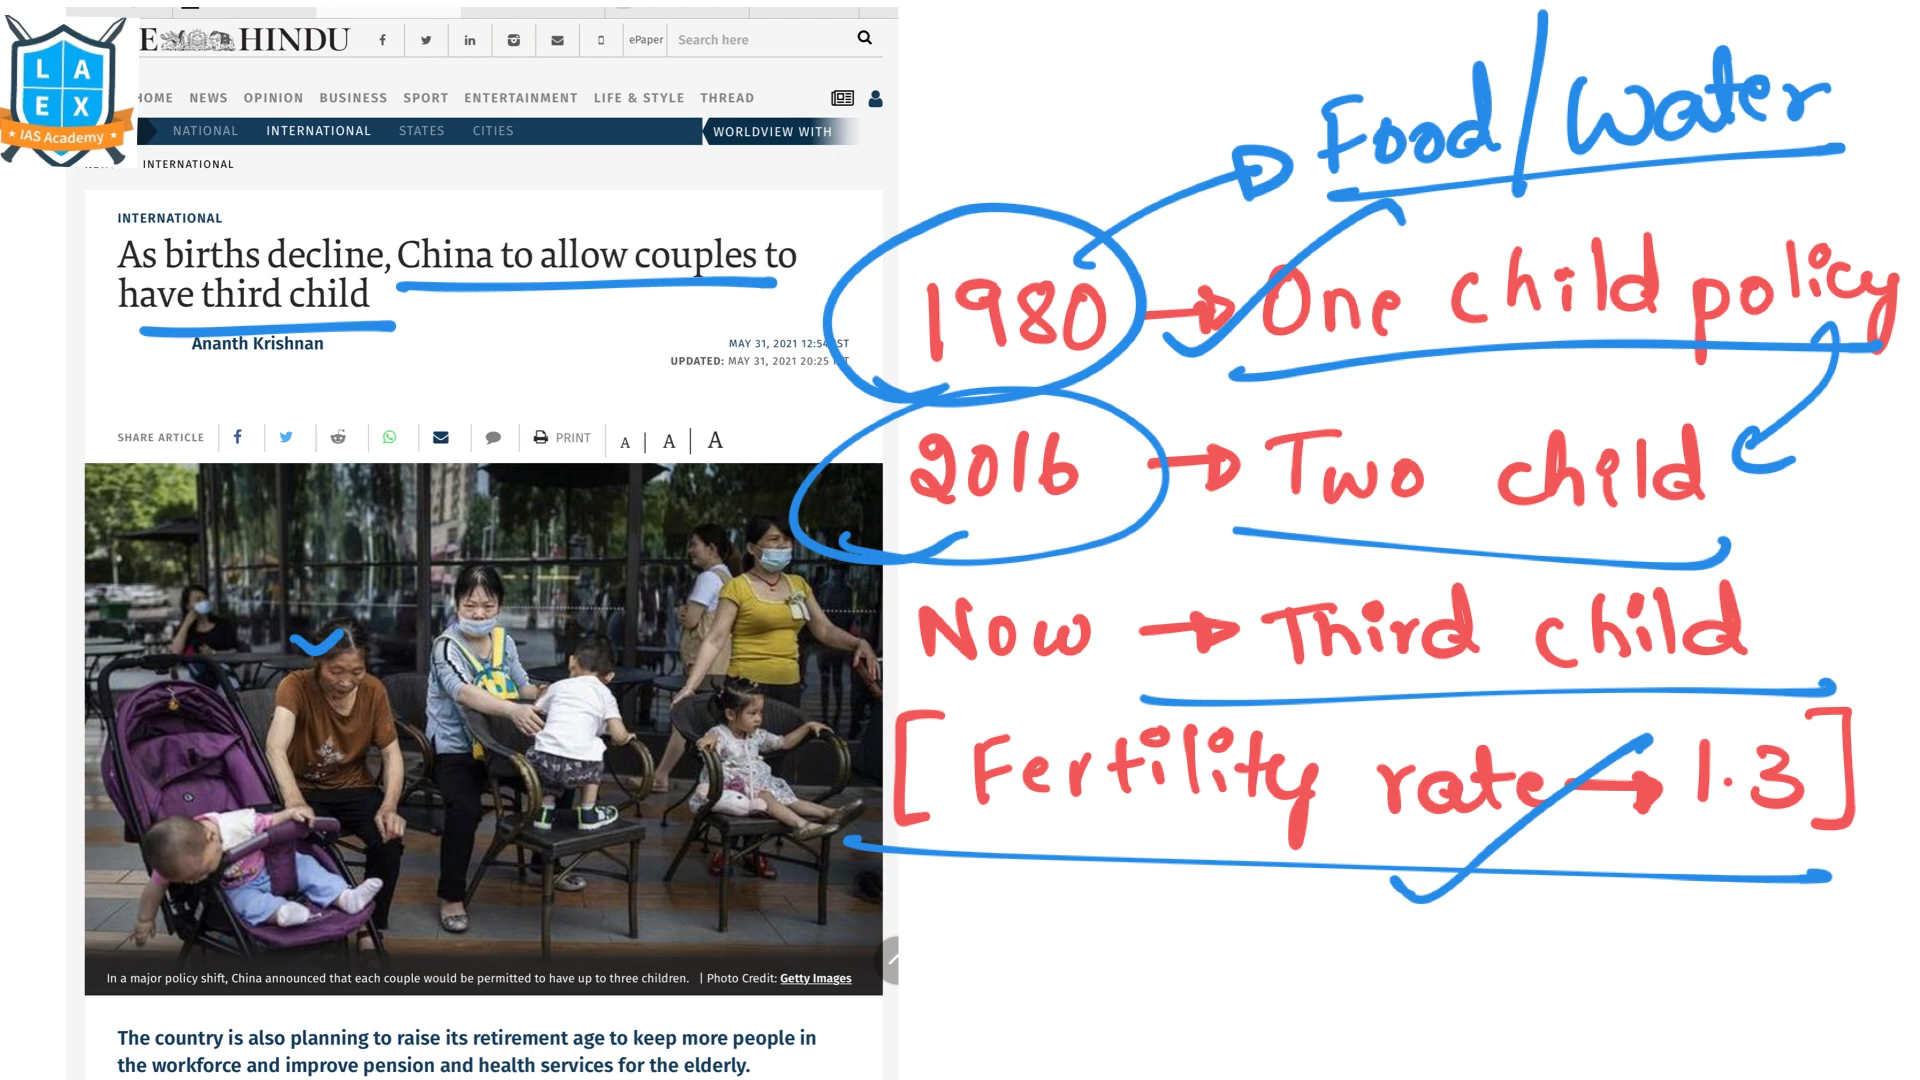 L A
E X
★ IAS Academy ★
E HINDU
ePaper
Search here
HOME NEWS OPINION BUSINESS SPORT ENTERTAINMENT LIFE & STYLE THREAD
NATIONAL INTERNATIONAL STATES CITIES WORLDVIEW WITH
INTERNATIONAL
INTERNATIONAL
As births decline, China to allow couples to
have third child
Ananth Krishnan
MAY 31, 2021 12:54 IST
UPDATED: MAY 31, 2021 20:25 IST
SHARE ARTICLE
PRINT
A | A | A
In a major policy shift, China announced that each couple would be permitted to have up to three children. | Photo Credit: Getty Images
The country is also planning to raise its retirement age to keep more people in
the workforce and improve pension and health services for the elderly.
Food/Water
1980 → One child policy
2016 → Two child
Now → Third child
[Fertility rate → 1.3]